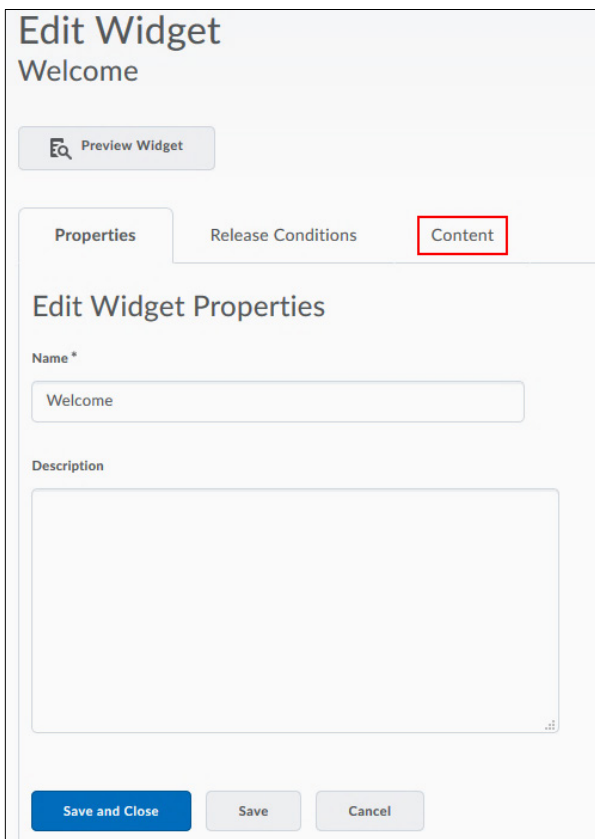 Edit Widget
Welcome
Preview Widget
Properties Release Conditions Content
Edit Widget Properties
Name *
Welcome
Description
Save and Close Save Cancel